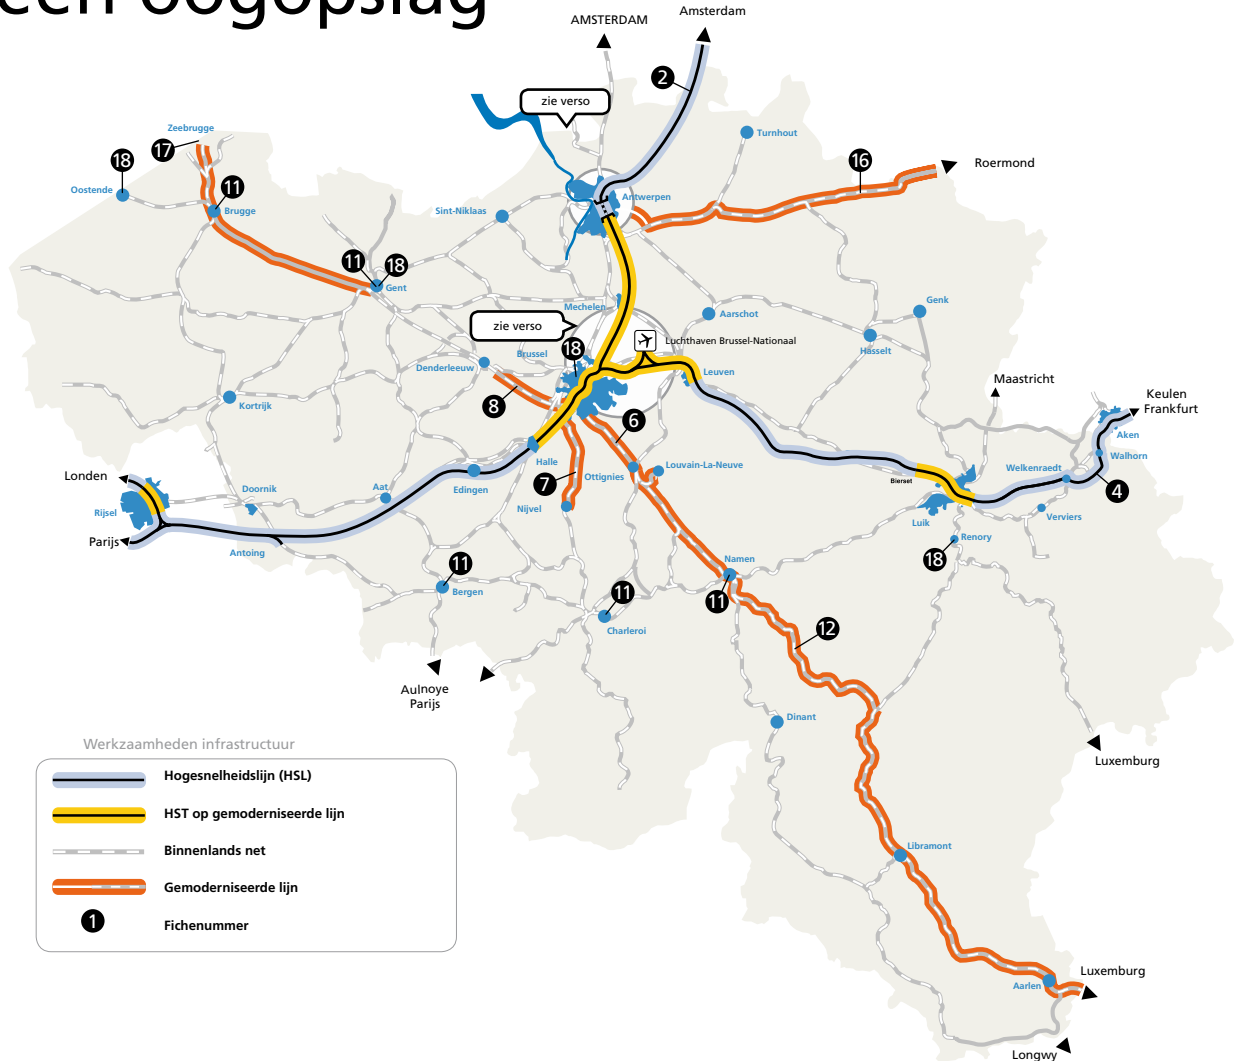 een oogopslag
AMSTERDAM
Amsterdam
2
zie verso
Zeebrugge
17
18
Turnhout
16
Roermond
Oostende
11
Brugge
Sint-Niklaas
Antwerpen
11
18
Gent
Mechelen
Genk
Aarschot
zie verso
Luchthaven Brussel-Nationaal
Hasselt
Brussel
18
Denderleeuw
Leuven
Maastricht
Keulen
Frankfurt
8
Kortrijk
6
Aken
Walhorn
Halle
Ottignies
Louvain-La-Neuve
Welkenraedt
Londen
Doornik
Aat
Edingen
7
Bierset
4
Rijsel
Nijvel
Luik
Verviers
Parijs
Antoing
Renory
18
Namen
11
Bergen
11
11
Charleroi
12
Aulnoye
Parijs
Dinant
Luxemburg
Werkzaamheden infrastructuur
Hogesnelheidslijn (HSL)
HST op gemoderniseerde lijn
Binnenlands net
Gemoderniseerde lijn
1
Fichenummer
Libramont
Aarlen
Luxemburg
Longwy